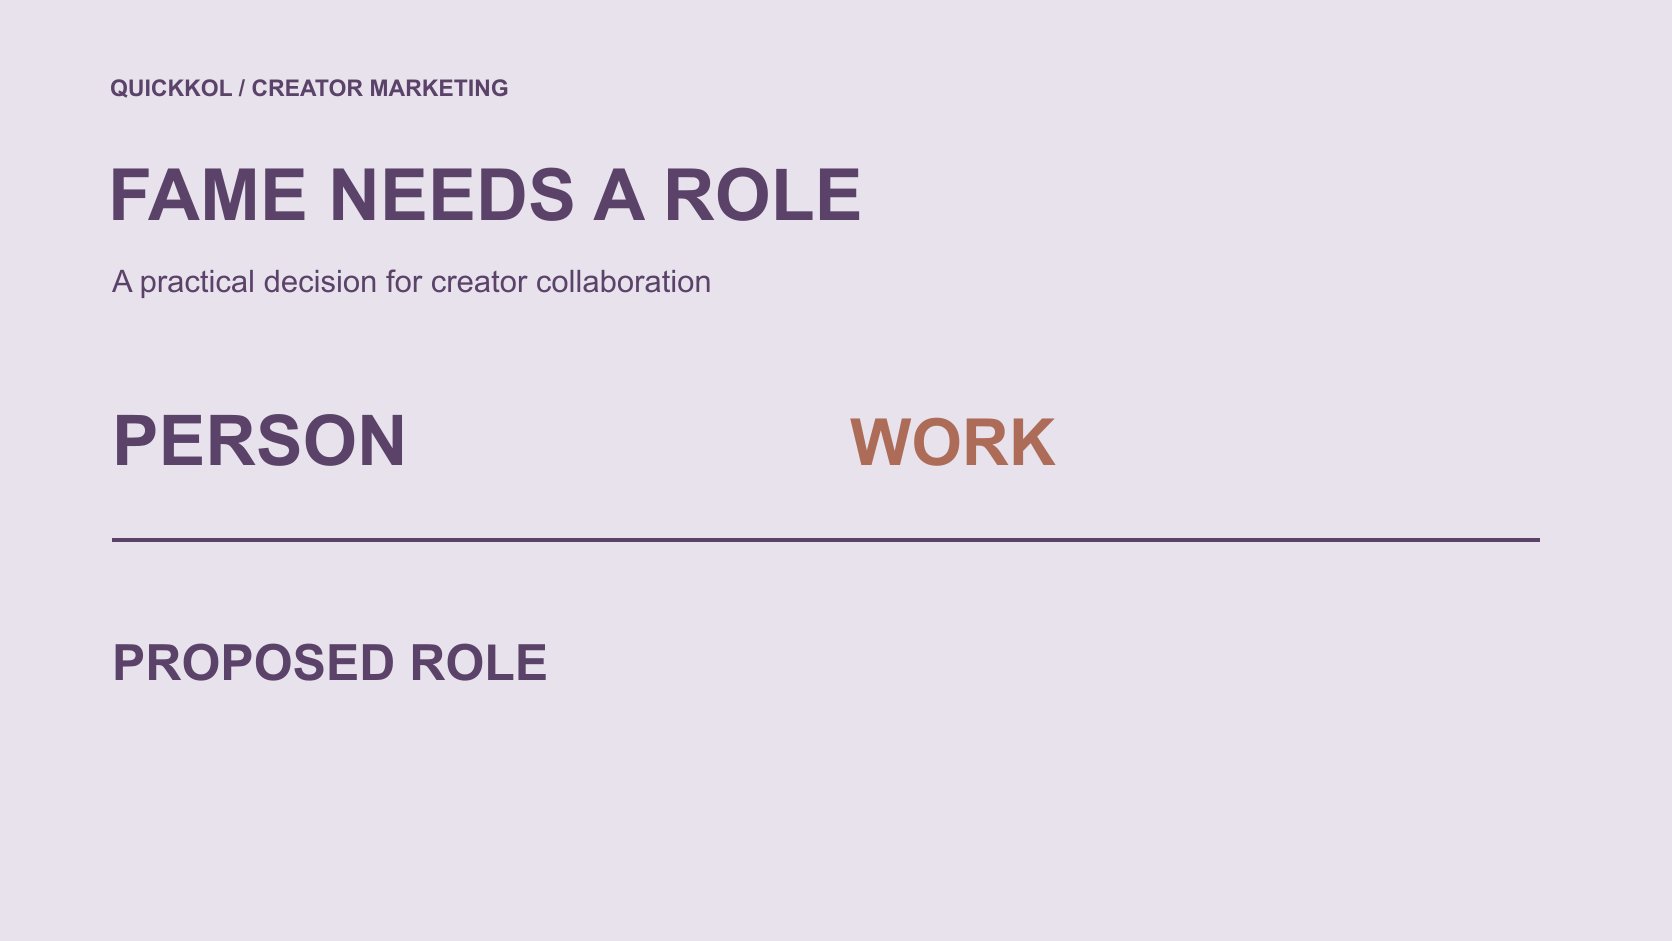 QUICKKOL / CREATOR MARKETING
FAME NEEDS A ROLE
A practical decision for creator collaboration
PERSON
WORK
PROPOSED ROLE